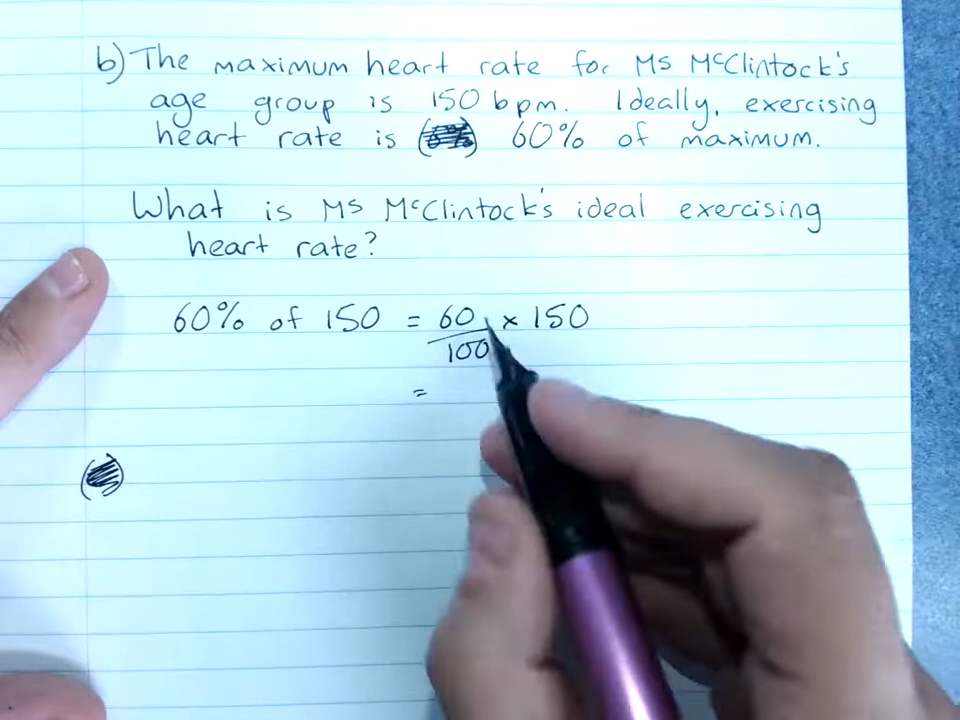 b) The maximum heart rate for Ms McClintock's
age group is 150 bpm. Ideally, exercising
heart rate is 60% of maximum.
What is Ms McClintock's ideal exercising
heart rate?
60% of 150 = 60/100 × 150
=